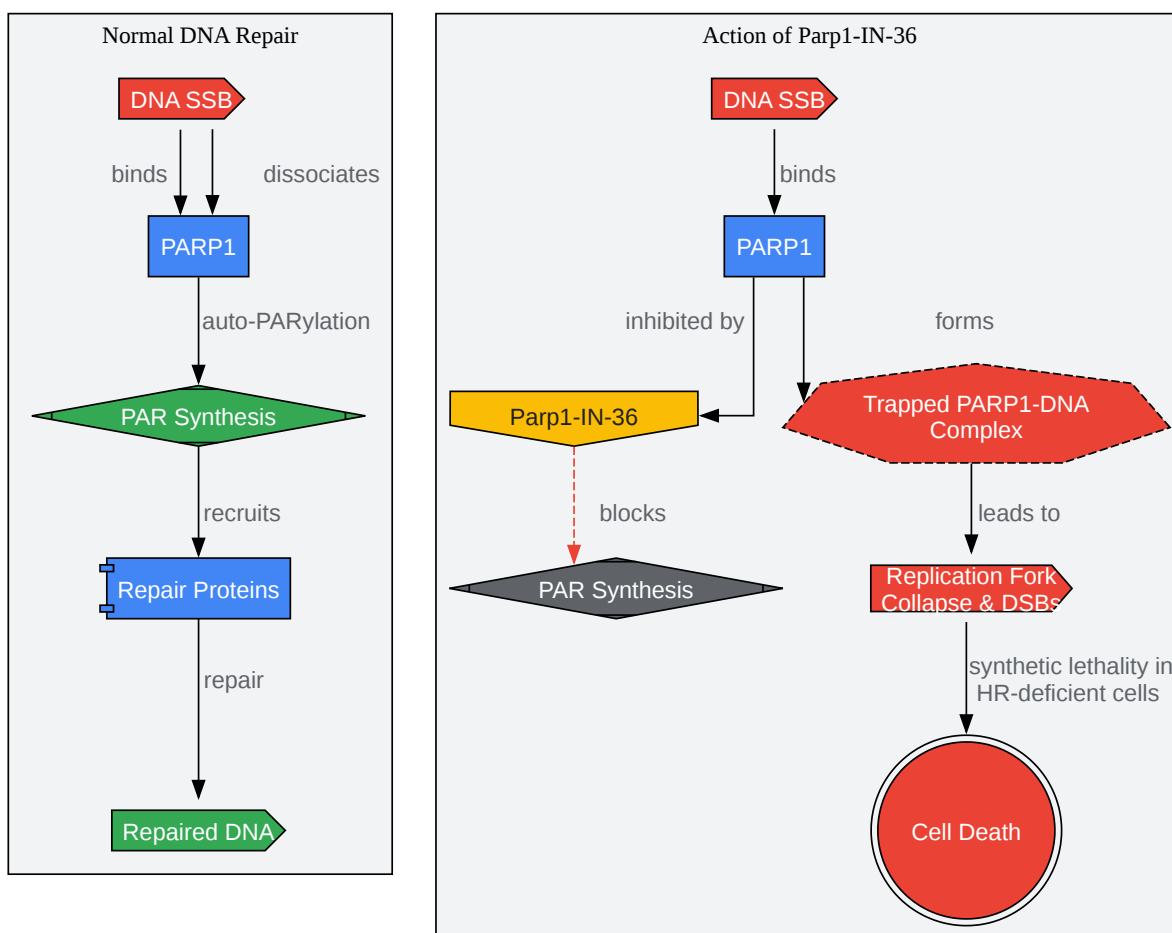 Normal DNA Repair
DNA SSB
binds
dissociates
PARP1
auto-PARylation
PAR Synthesis
recruits
Repair Proteins
repair
Repaired DNA
Action of Parp1-IN-36
DNA SSB
binds
PARP1
inhibited by
forms
Parp1-IN-36
Trapped PARP1-DNA
Complex
blocks
leads to
PAR Synthesis
Replication Fork
Collapse & DSBs
synthetic lethality in
HR-deficient cells
Cell Death